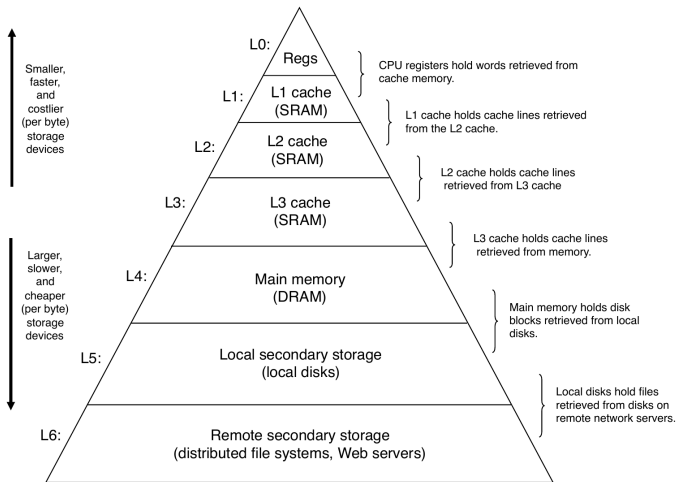 L0:
Regs
CPU registers hold words retrieved from
cache memory.
Smaller,
faster,
and
costlier
(per byte)
storage
devices
L1:
L1 cache
(SRAM)
L1 cache holds cache lines retrieved
from the L2 cache.
L2:
L2 cache
(SRAM)
L2 cache holds cache lines
retrieved from L3 cache
L3:
L3 cache
(SRAM)
L3 cache holds cache lines
retrieved from memory.
Larger,
slower,
and
cheaper
(per byte)
storage
devices
L4:
Main memory
(DRAM)
Main memory holds disk
blocks retrieved from local
disks.
L5:
Local secondary storage
(local disks)
Local disks hold files
retrieved from disks on
remote network servers.
L6:
Remote secondary storage
(distributed file systems, Web servers)